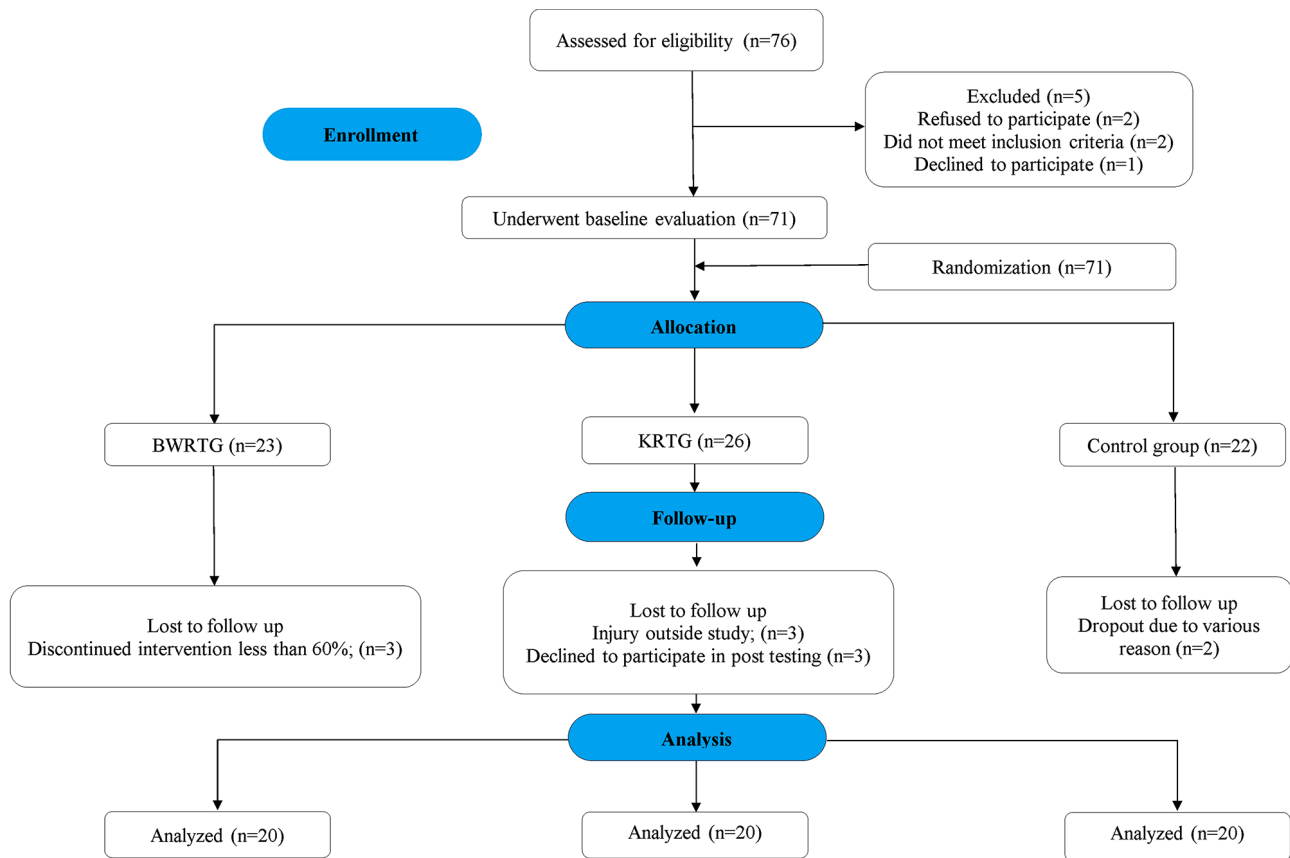 Assessed for eligibility (n=76)
Excluded (n=5)
Refused to participate (n=2)
Did not meet inclusion criteria (n=2)
Declined to participate (n=1)
Enrollment
Underwent baseline evaluation (n=71)
Randomization (n=71)
Allocation
BWRTG (n=23)
KRTG (n=26)
Control group (n=22)
Follow-up
Lost to follow up
Discontinued intervention less than 60%; (n=3)
Lost to follow up
Injury outside study; (n=3)
Declined to participate in post testing (n=3)
Lost to follow up
Dropout due to various
reason (n=2)
Analysis
Analyzed (n=20)
Analyzed (n=20)
Analyzed (n=20)